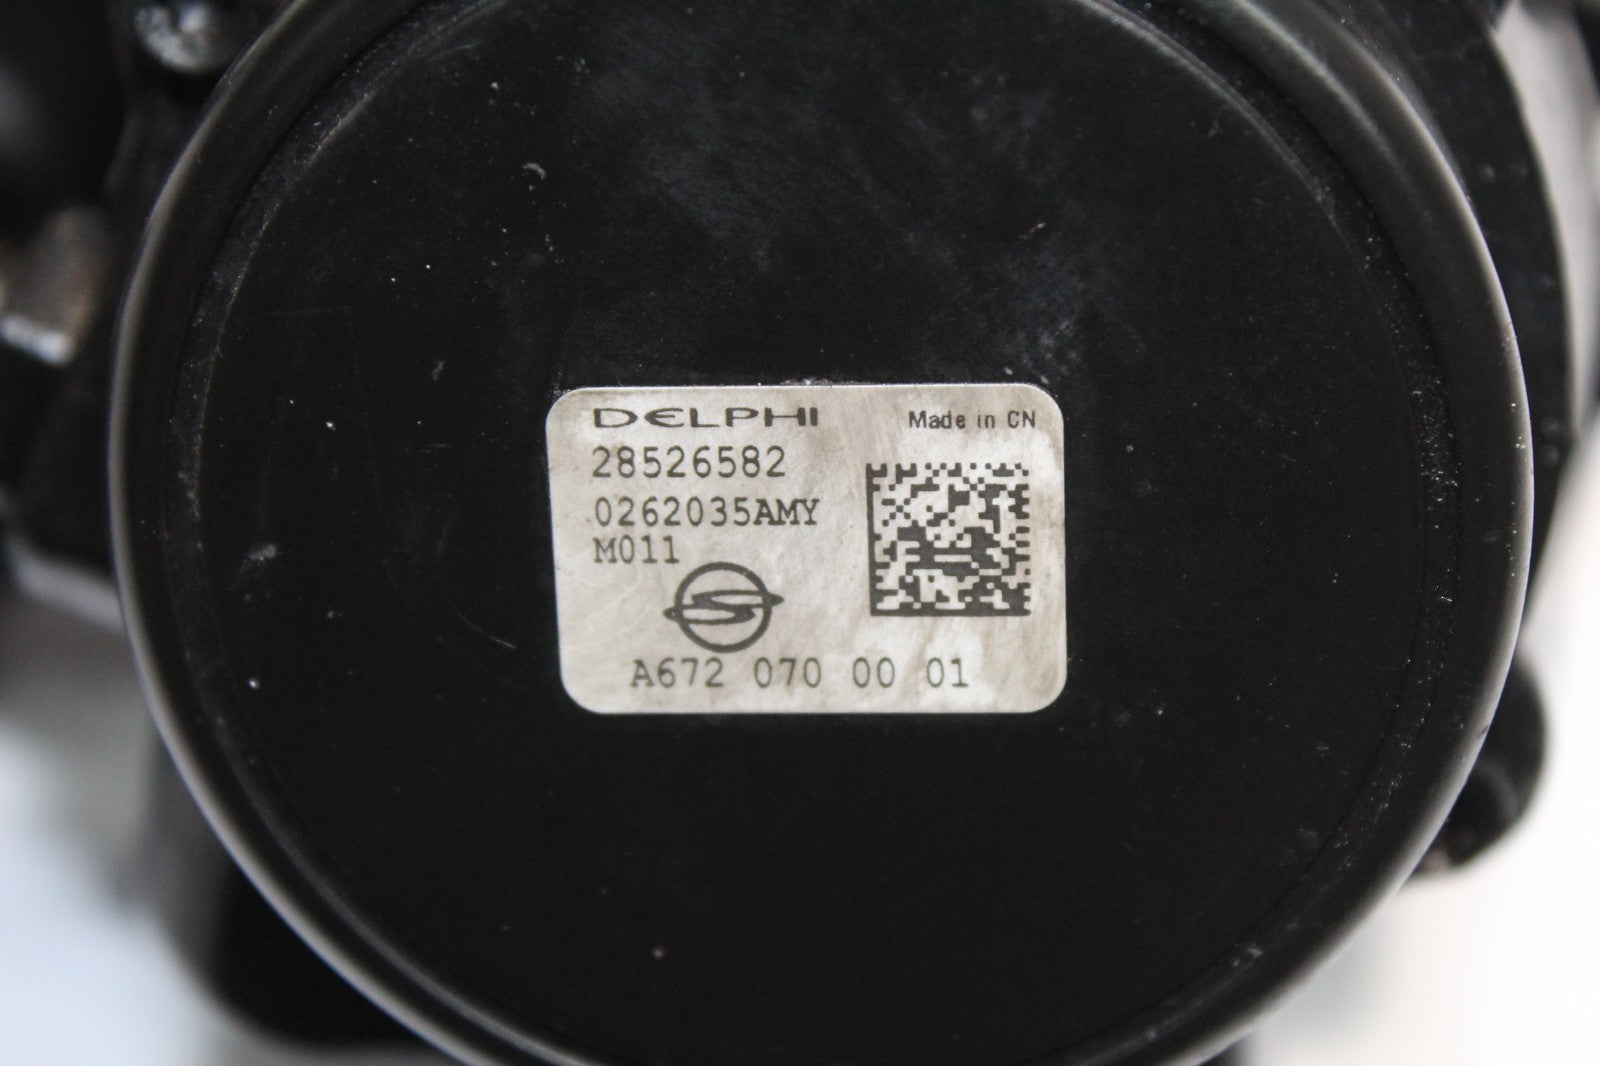 DELPHI Made in CN
28526582
0262035AMY
M011
A672 070 00 01